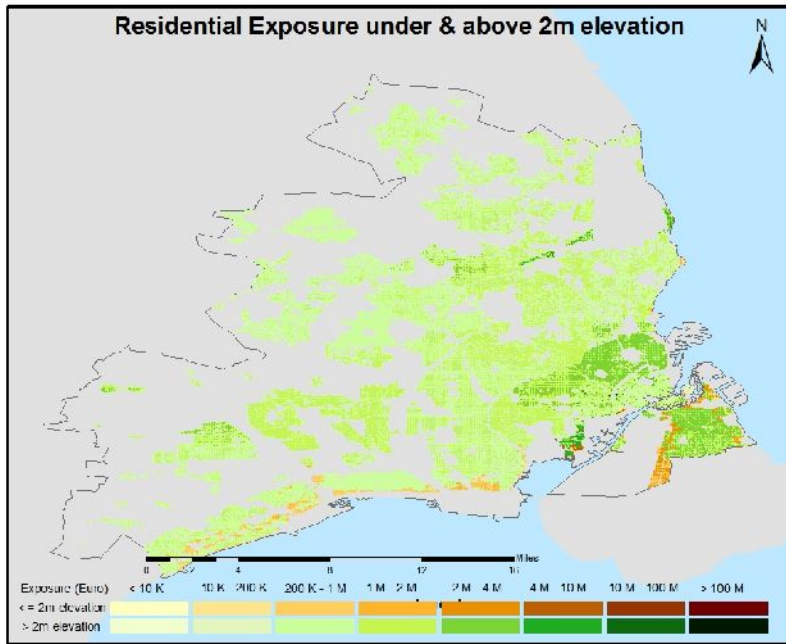 Residential Exposure under & above 2m elevation
N
Miles
0 2 4 8 12 16
Exposure (Euro) < 10 K 10 K - 200 K 200 K - 1 M 1 M - 2 M 2 M - 4 M 4 M - 10 M 10 M - 100 M > 100 M
< = 2m elevation
> 2m elevation